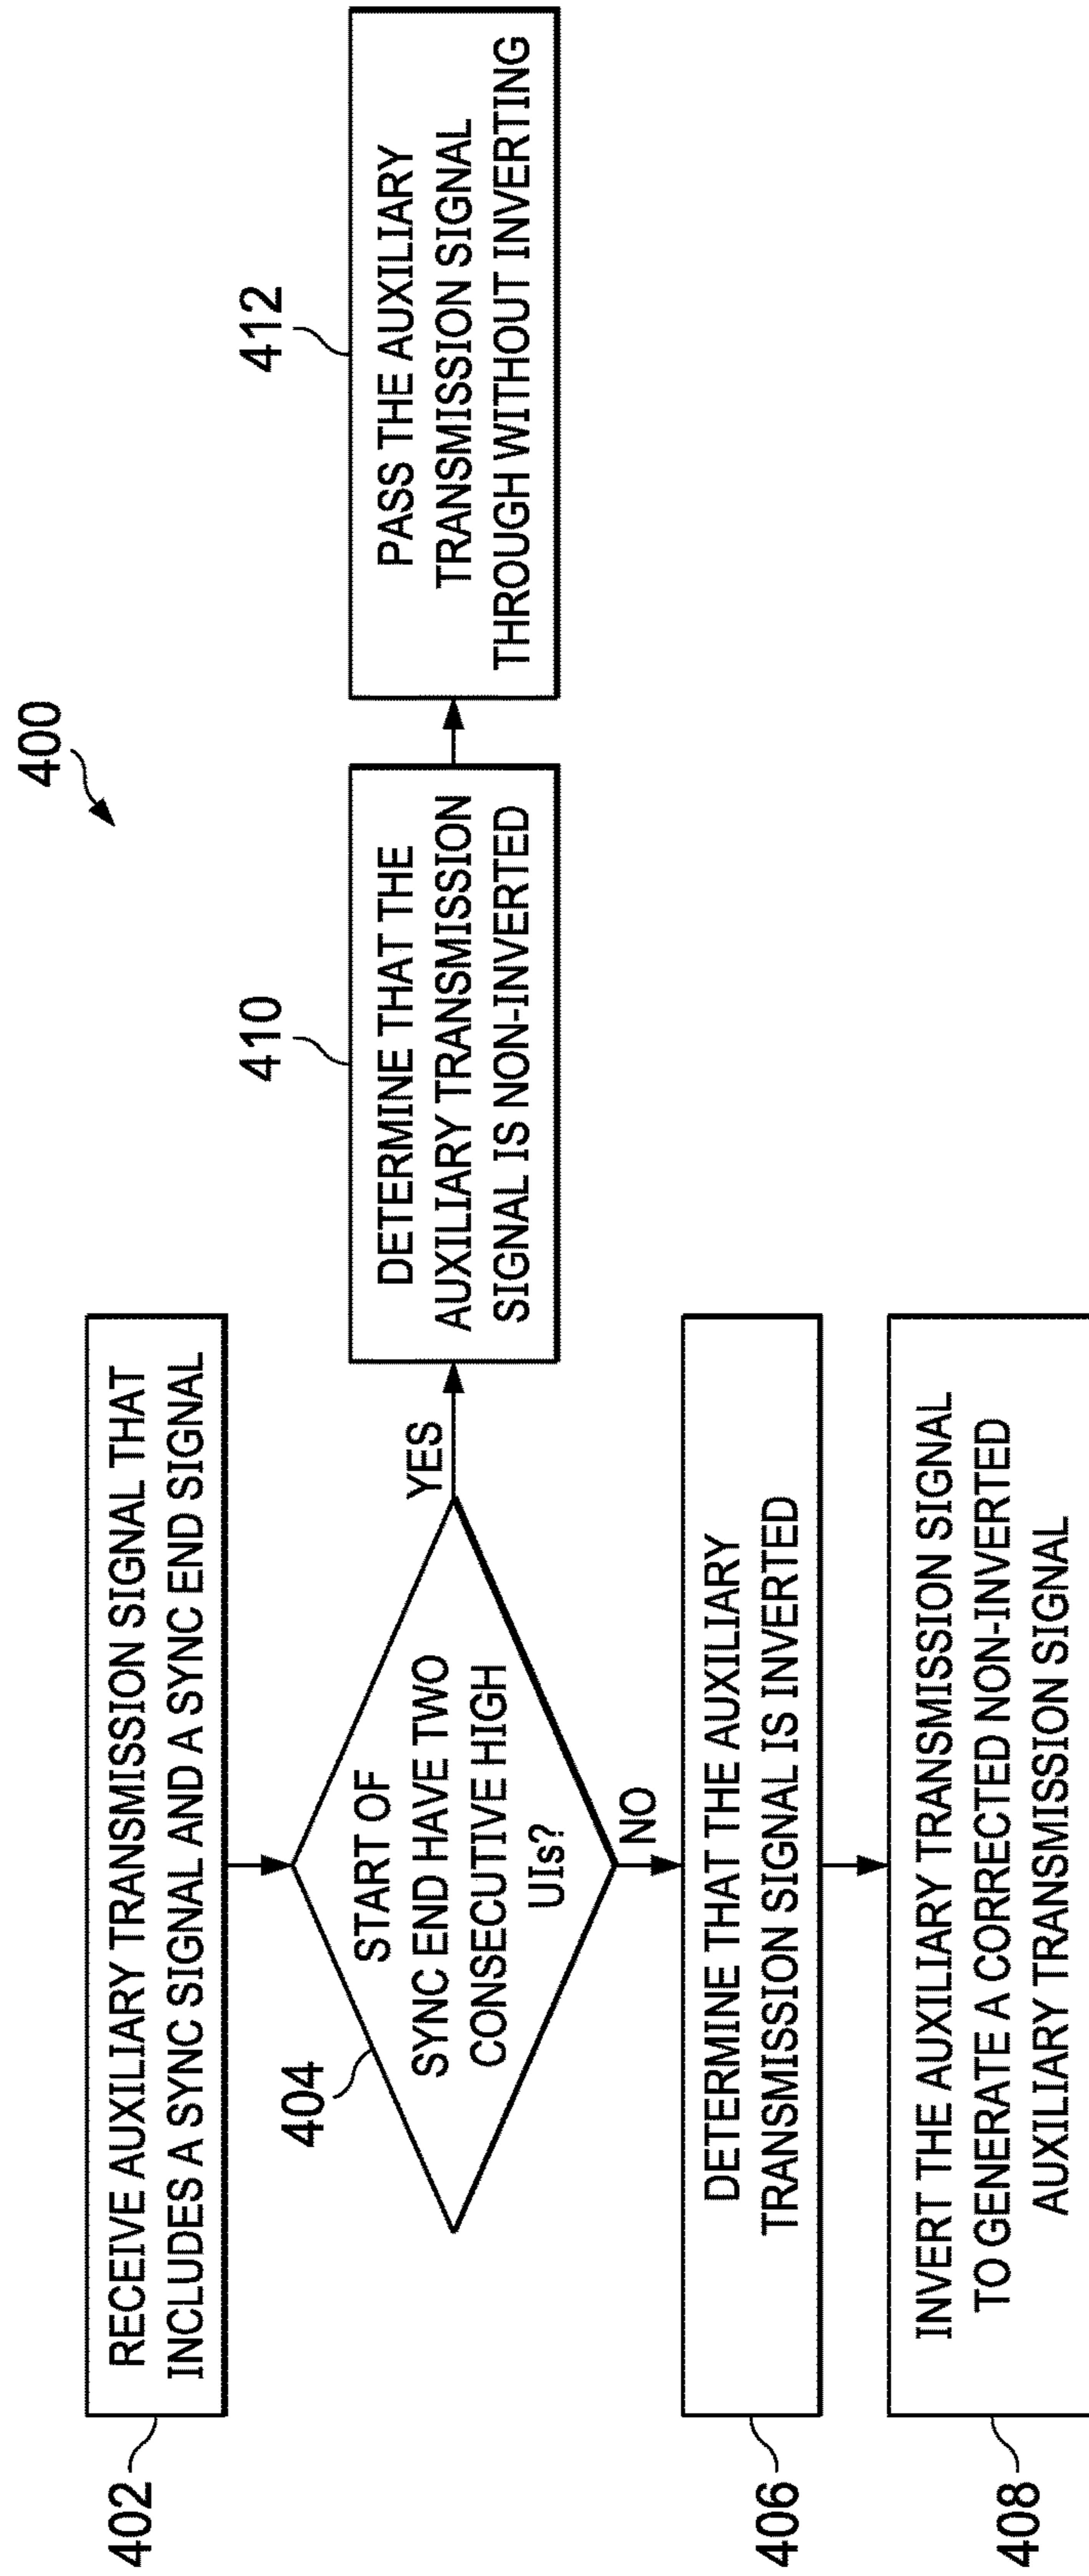 400
402
RECEIVE AUXILIARY TRANSMISSION SIGNAL THAT
INCLUDES A SYNC SIGNAL AND A SYNC END SIGNAL
404
START OF
SYNC END HAVE TWO
CONSECUTIVE HIGH
UIs?
YES
410
DETERMINE THAT THE
AUXILIARY TRANSMISSION
SIGNAL IS NON-INVERTED
412
PASS THE AUXILIARY
TRANSMISSION SIGNAL
THROUGH WITHOUT INVERTING
NO
406
DETERMINE THAT THE AUXILIARY
TRANSMISSION SIGNAL IS INVERTED
408
INVERT THE AUXILIARY TRANSMISSION SIGNAL
TO GENERATE A CORRECTED NON-INVERTED
AUXILIARY TRANSMISSION SIGNAL